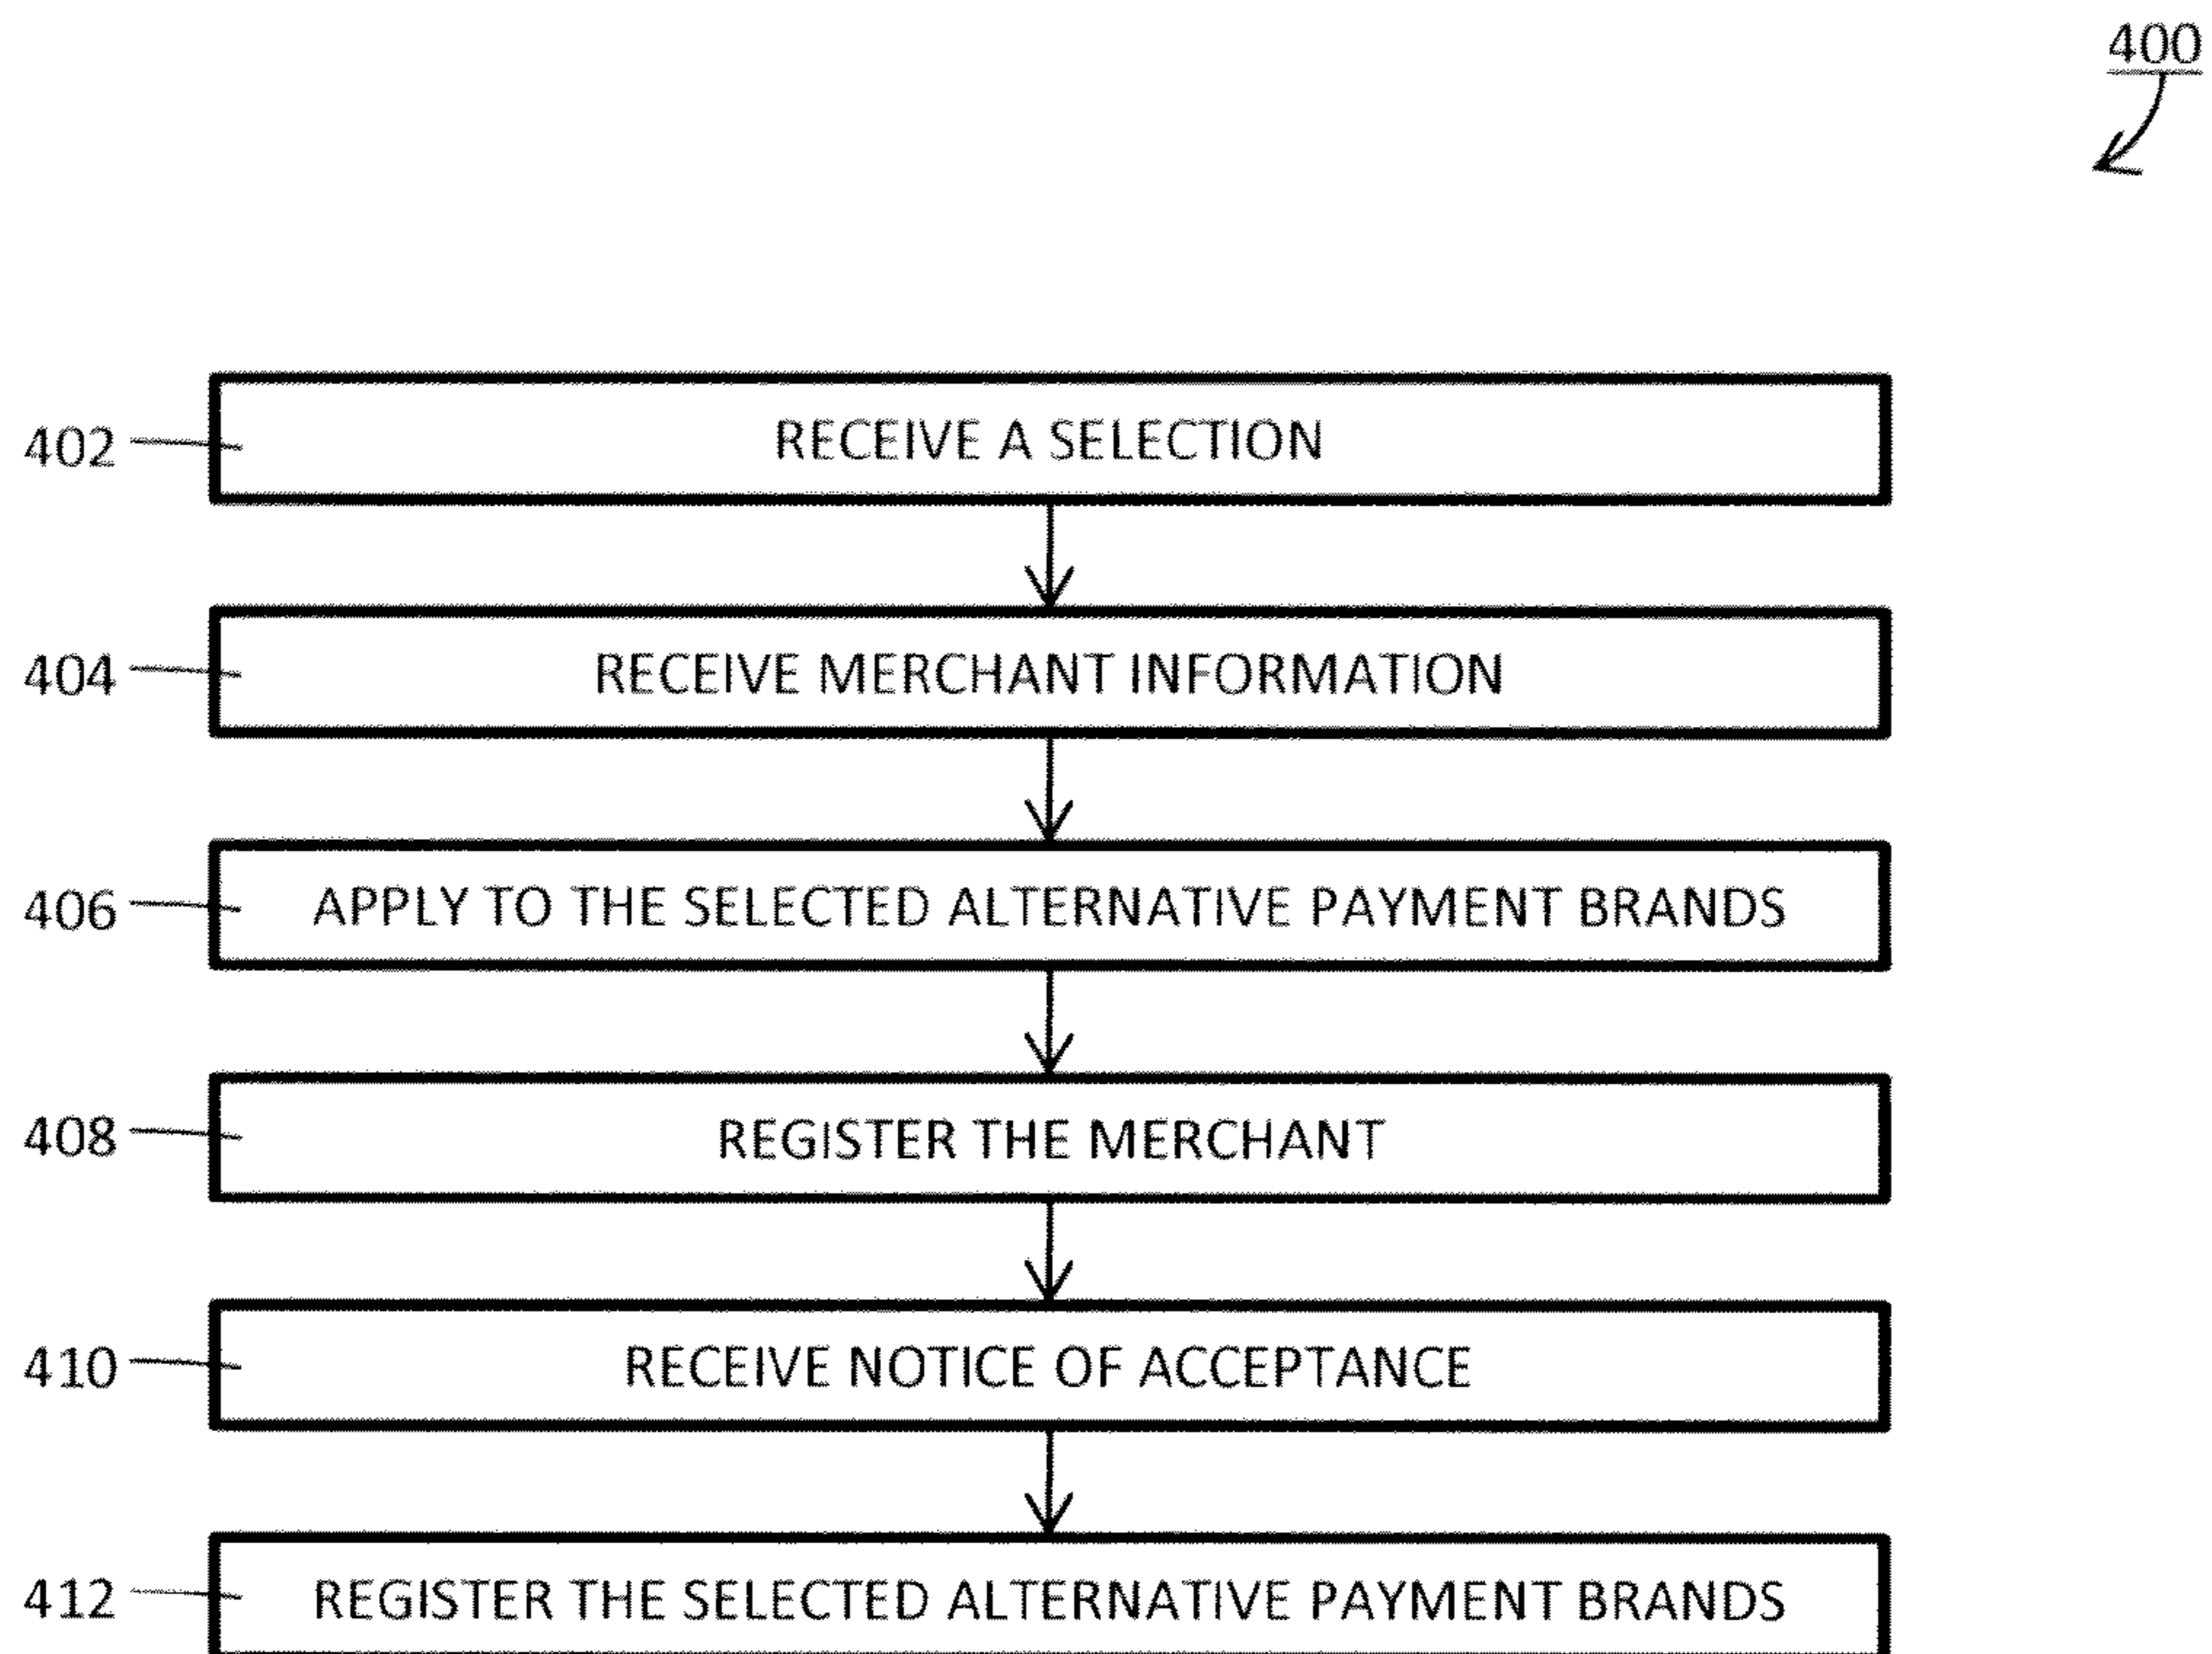 400
402 RECEIVE A SELECTION
404 RECEIVE MERCHANT INFORMATION
406 APPLY TO THE SELECTED ALTERNATIVE PAYMENT BRANDS
408 REGISTER THE MERCHANT
410 RECEIVE NOTICE OF ACCEPTANCE
412 REGISTER THE SELECTED ALTERNATIVE PAYMENT BRANDS